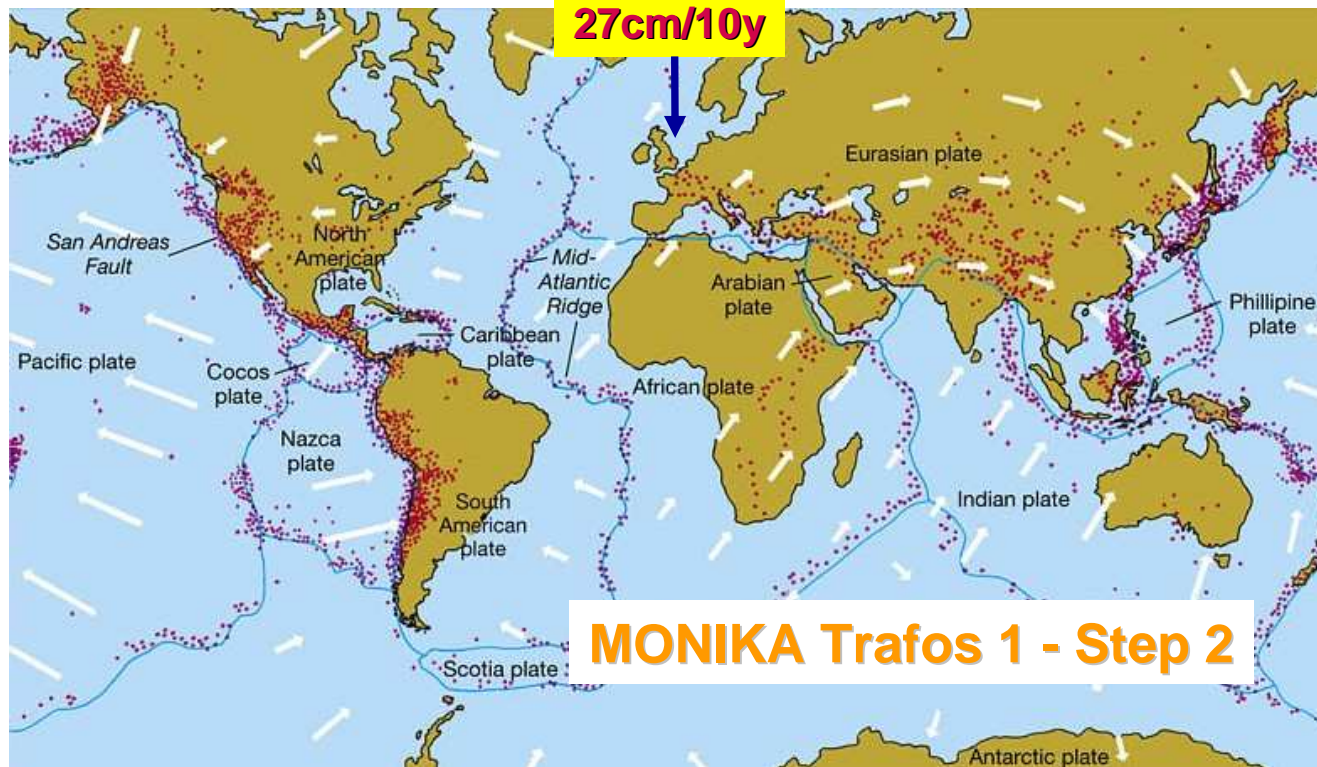 27cm/10y
Eurasian plate
San Andreas
Fault
North
American
plate
Mid-
Atlantic
Ridge
Arabian
plate
Phillipine
plate
Pacific plate
Cocos
plate
Caribbean
plate
African plate
Nazca
plate
South
American
plate
Indian plate
MONIKA Trafos 1 - Step 2
Scotia plate
Antarctic plate